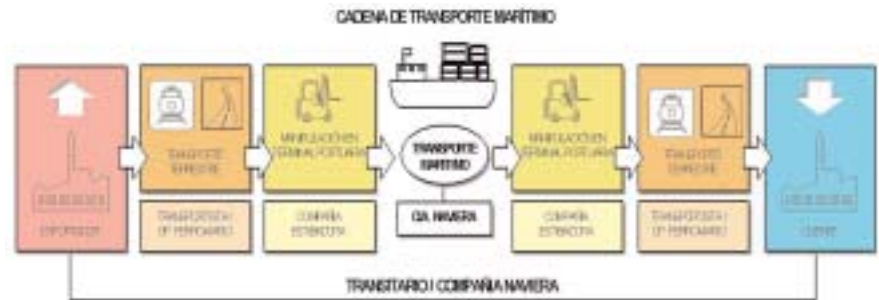 CADENA DE TRANSPORTE MARÍTIMO
EXPORTADOR
TRANSPORTE
TERRESTRE
TRANSPORTISTA /
OP. FERROVIARIO
MANIPULACIÓN EN
TERMINAL PORTUARIA
COMPAÑÍA
ESTIBADORA
TRANSPORTE
MARÍTIMO
CIA. NAVIERA
MANIPULACIÓN EN
TERMINAL PORTUARIA
COMPAÑÍA
ESTIBADORA
TRANSPORTE
TERRESTRE
TRANSPORTISTA /
OP. FERROVIARIO
CLIENTE
TRANSITARIO / COMPAÑÍA NAVIERA